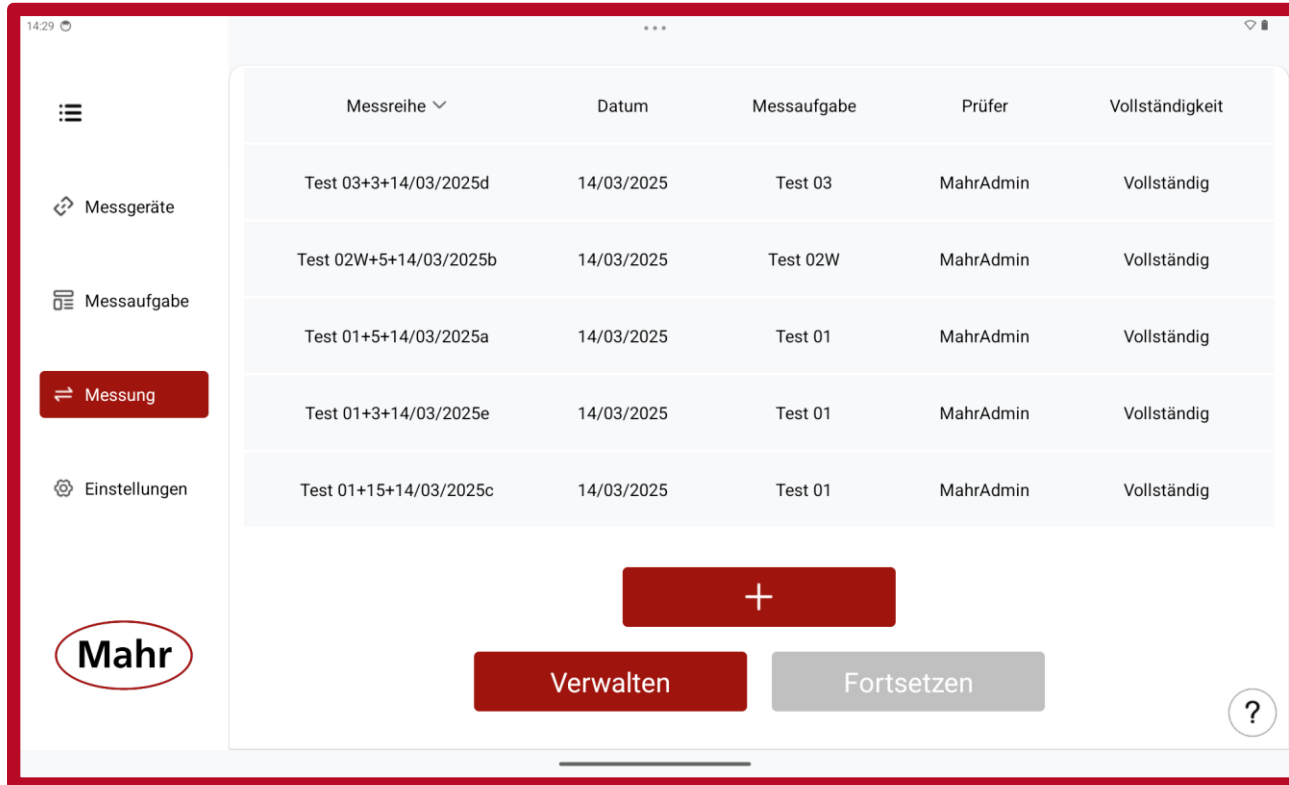 14:29
Messreihe Datum Messaufgabe Prüfer Vollständigkeit
Messgeräte
Messaufgabe
Messung
Einstellungen
Mahr
Test 03+3+14/03/2025d 14/03/2025 Test 03 MahrAdmin Vollständig
Test 02W+5+14/03/2025b 14/03/2025 Test 02W MahrAdmin Vollständig
Test 01+5+14/03/2025a 14/03/2025 Test 01 MahrAdmin Vollständig
Test 01+3+14/03/2025e 14/03/2025 Test 01 MahrAdmin Vollständig
Test 01+15+14/03/2025c 14/03/2025 Test 01 MahrAdmin Vollständig
+
Verwalten Fortsetzen
?